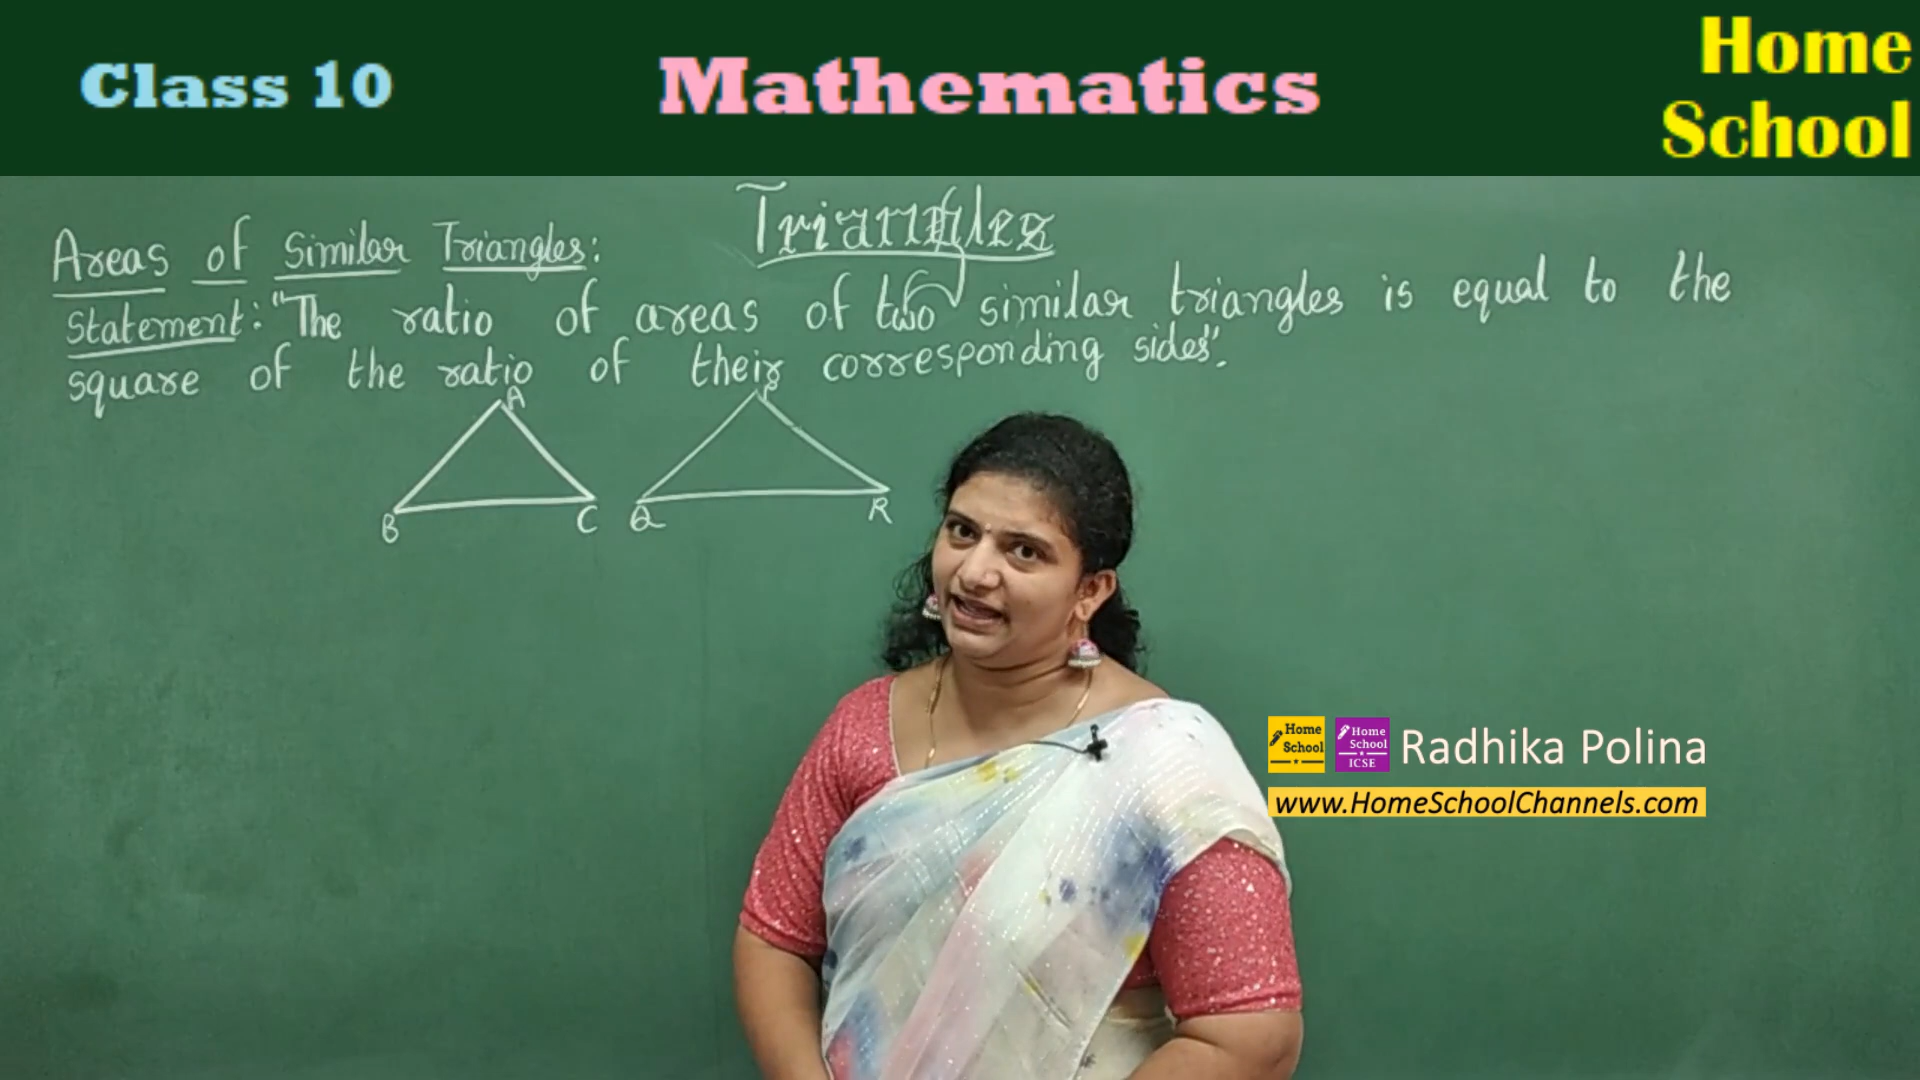 Class 10
Mathematics
Home
School
Triangles
Areas of Similar Triangles:
Statement: "The ratio of areas of two similar triangles is equal to the
square of the ratio of their corresponding sides".
A
P
B
C
Q
R
Home
School
Home
School
ICSE
Radhika Polina
www.HomeSchoolChannels.com